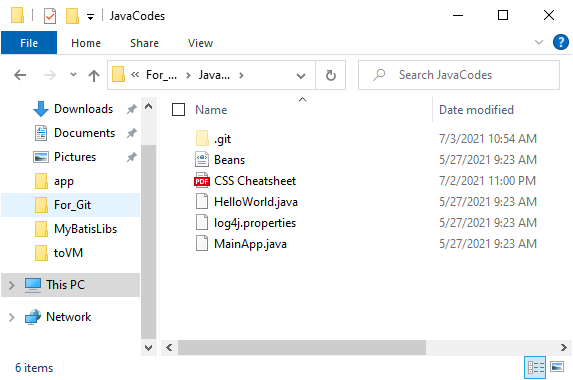 JavaCodes
File Home Share View
For_... Java... Search JavaCodes
Name Date modified
Downloads
Documents
Pictures
app
For_Git
MyBatisLibs
toVM
This PC
Network
.git 7/3/2021 10:54 AM
Beans 5/27/2021 9:23 AM
PDF CSS Cheatsheet 7/2/2021 11:00 PM
HelloWorld.java 5/27/2021 9:23 AM
log4j.properties 5/27/2021 9:23 AM
MainApp.java 5/27/2021 9:23 AM
6 items